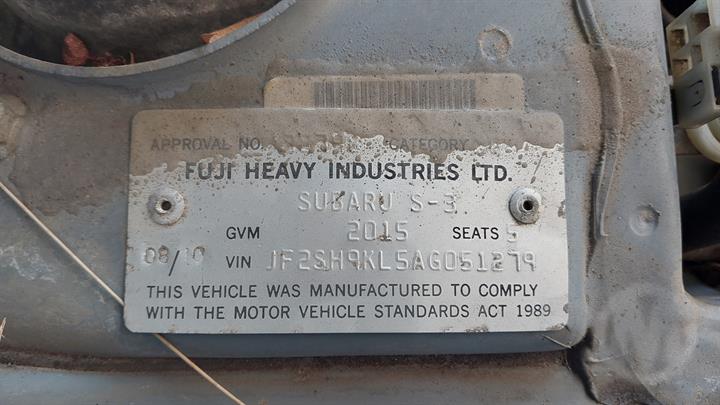 APPROVAL NO. CATEGORY
FUJI HEAVY INDUSTRIES LTD.
SUBARU S-3
GVM 2015 SEATS 5
08/10 VIN JF2SH9KL5AG051279
THIS VEHICLE WAS MANUFACTURED TO COMPLY
WITH THE MOTOR VEHICLE STANDARDS ACT 1989